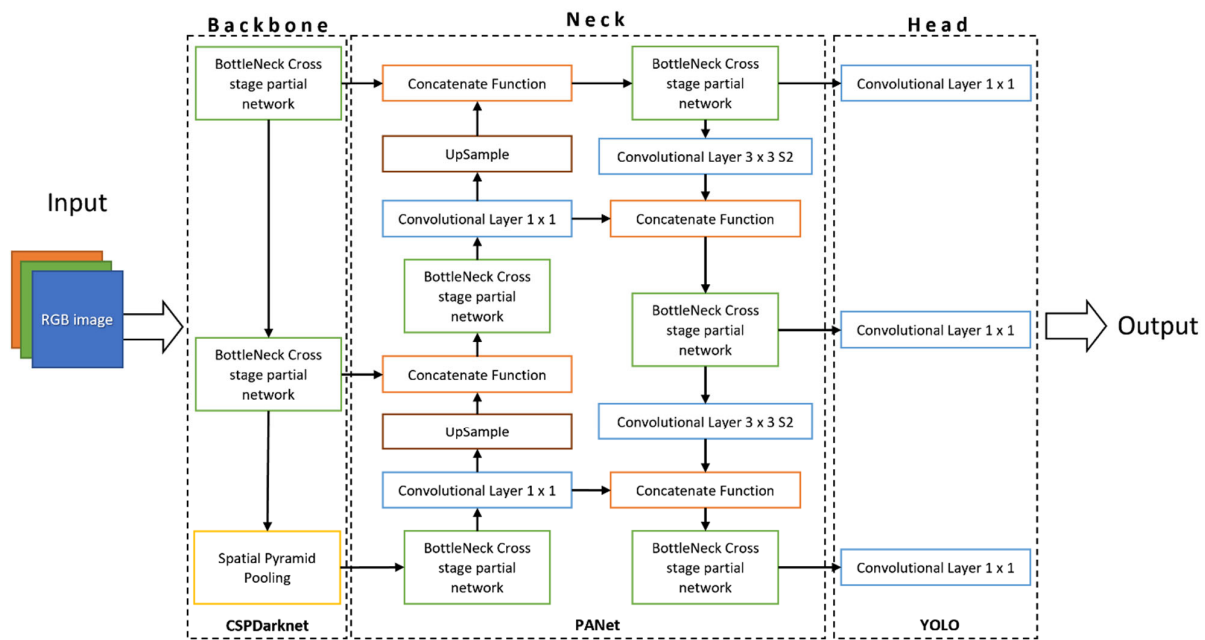 Backbone
Neck
Head
Input
RGB image
BottleNeck Cross
stage partial
network
BottleNeck Cross
stage partial
network
Spatial Pyramid
Pooling
CSPDarknet
Concatenate Function
UpSample
Convolutional Layer 1 x 1
BottleNeck Cross
stage partial
network
Concatenate Function
UpSample
Convolutional Layer 1 x 1
BottleNeck Cross
stage partial
network
BottleNeck Cross
stage partial
network
Convolutional Layer 3 x 3 S2
Concatenate Function
BottleNeck Cross
stage partial
network
Convolutional Layer 3 x 3 S2
Concatenate Function
BottleNeck Cross
stage partial
network
PANet
Convolutional Layer 1 x 1
Convolutional Layer 1 x 1
Convolutional Layer 1 x 1
YOLO
Output